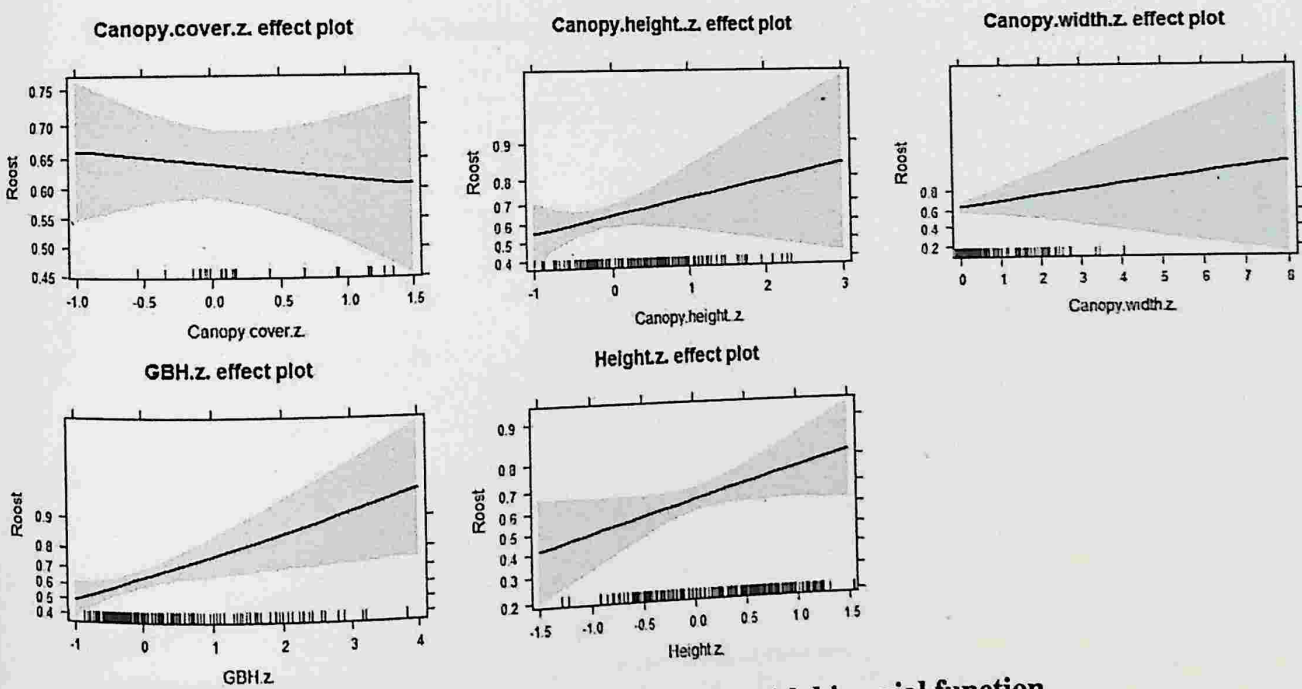 Canopy.cover.z. effect plot
Canopy.height.z. effect plot
Canopy.width.z. effect plot
Roost
0.75
0.70
0.65
0.60
0.55
0.50
0.45
-1.0 -0.5 0.0 0.5 1.0 1.5
Canopy.cover.z.
Roost
0.9
0.8
0.7
0.6
0.5
0.4
-1 0 1 2 3
Canopy.height.z
Roost
0.8
0.6
0.4
0.2
0 1 2 3 4 5 6 7 8
Canopy.width.z.
GBH.z. effect plot
Height.z. effect plot
Roost
0.9
0.8
0.7
0.6
0.5
0.4
-1 0 1 2 3 4
GBH.z.
Roost
0.9
0.8
0.7
0.6
0.5
0.4
0.3
0.2
-1.5 -1.0 -0.5 0.0 0.5 1.0 1.5
Height.z.
binomial function